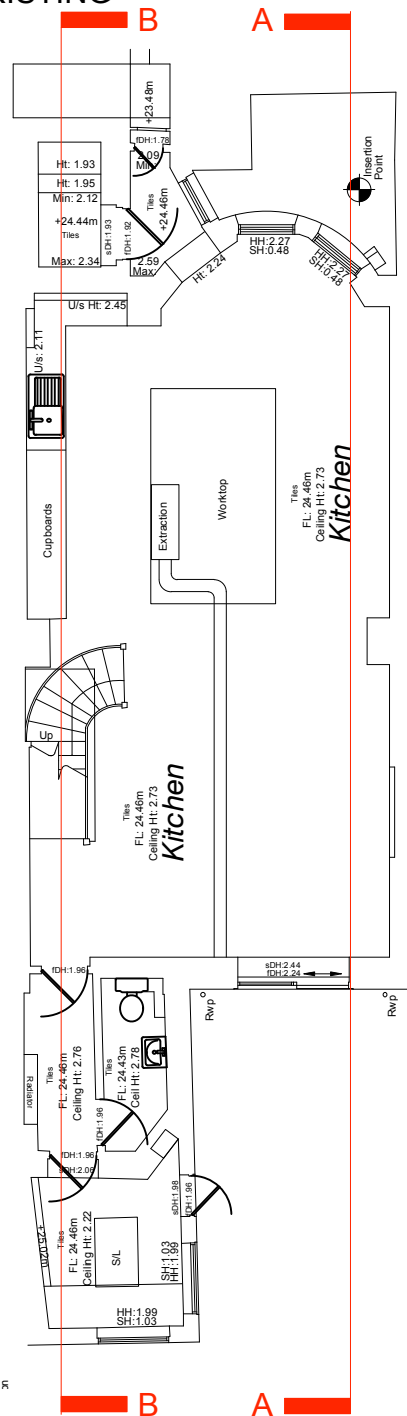 B
A
+23.48m
fDH:1.78
2.09
Min
Ht: 1.93
Ht: 1.95
Min: 2.12
+24.44m
Tiles
Max: 2.34
sDH:1.93
fDH:1.92
Tiles
+24.46m
2.59
Max:
Insertion
Point
HH:2.27
SH:0.48
HH:2.27
SH:0.48
Ht: 2.24
U/s Ht: 2.45
U/s: 2.11
Cupboards
Extraction
Worktop
Tiles
FL: 24.46m
Ceiling Ht: 2.73
Kitchen
Up
Tiles
FL: 24.46m
Ceiling Ht: 2.73
Kitchen
sDH:2.44
fDH:2.24
fDH:1.96
Rwp
Rwp
Radiator
Tiles
FL: 24.46m
Ceiling Ht: 2.76
Tiles
FL: 24.43m
Ceil Ht: 2.78
fDH:1.96
fDH:1.96
sDH:2.06
sDH:1.98
fDH:1.96
+25.02m
Tiles
FL: 24.46m
Ceiling Ht: 2.22
S/L
SH:1.03
HH:1.99
HH:1.99
SH:1.03
B
A